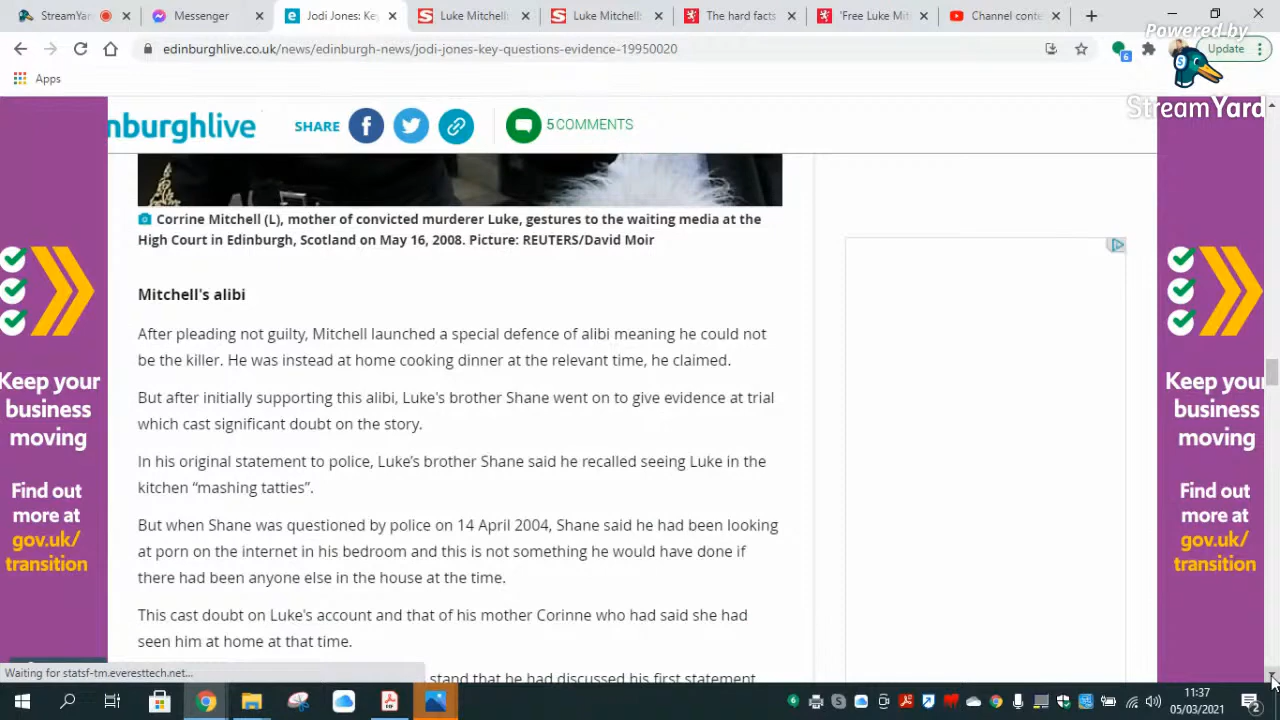 StreamYar
Messenger
Jodi Jones: Key
Luke Mitchell
Luke Mitchell:
The hard facts
'Free Luke Mit
Channel conte
edinburghlive.co.uk/news/edinburgh-news/jodi-jones-key-questions-evidence-19950020
6
Update
Apps
Powered by
StreamYard
nburghlive
SHARE
5 COMMENTS
Corrine Mitchell (L), mother of convicted murderer Luke, gestures to the waiting media at the
High Court in Edinburgh, Scotland on May 16, 2008. Picture: REUTERS/David Moir
Mitchell's alibi
After pleading not guilty, Mitchell launched a special defence of alibi meaning he could not
be the killer. He was instead at home cooking dinner at the relevant time, he claimed.
But after initially supporting this alibi, Luke's brother Shane went on to give evidence at trial
which cast significant doubt on the story.
In his original statement to police, Luke’s brother Shane said he recalled seeing Luke in the
kitchen “mashing tatties”.
But when Shane was questioned by police on 14 April 2004, Shane said he had been looking
at porn on the internet in his bedroom and this is not something he would have done if
there had been anyone else in the house at the time.
This cast doubt on Luke's account and that of his mother Corinne who had said she had
seen him at home at that time.
stand that he had discussed his first statement
Keep your
business
moving
Find out
more at
gov.uk/
transition
Keep your
business
moving
Find out
more at
gov.uk/
transition
Waiting for statsf-tm.everesttech.net...
11:37
05/03/2021
2